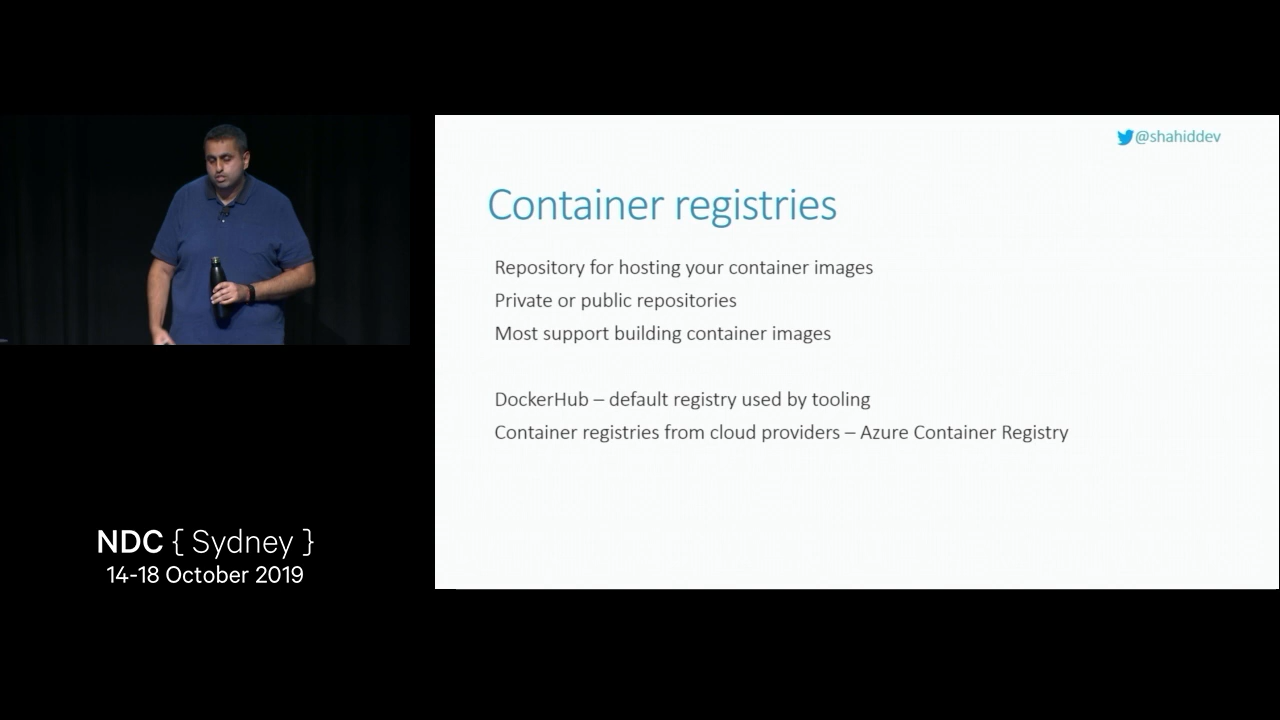 @shahiddev
Container registries
Repository for hosting your container images
Private or public repositories
Most support building container images
DockerHub – default registry used by tooling
Container registries from cloud providers – Azure Container Registry
NDC { Sydney }
14-18 October 2019